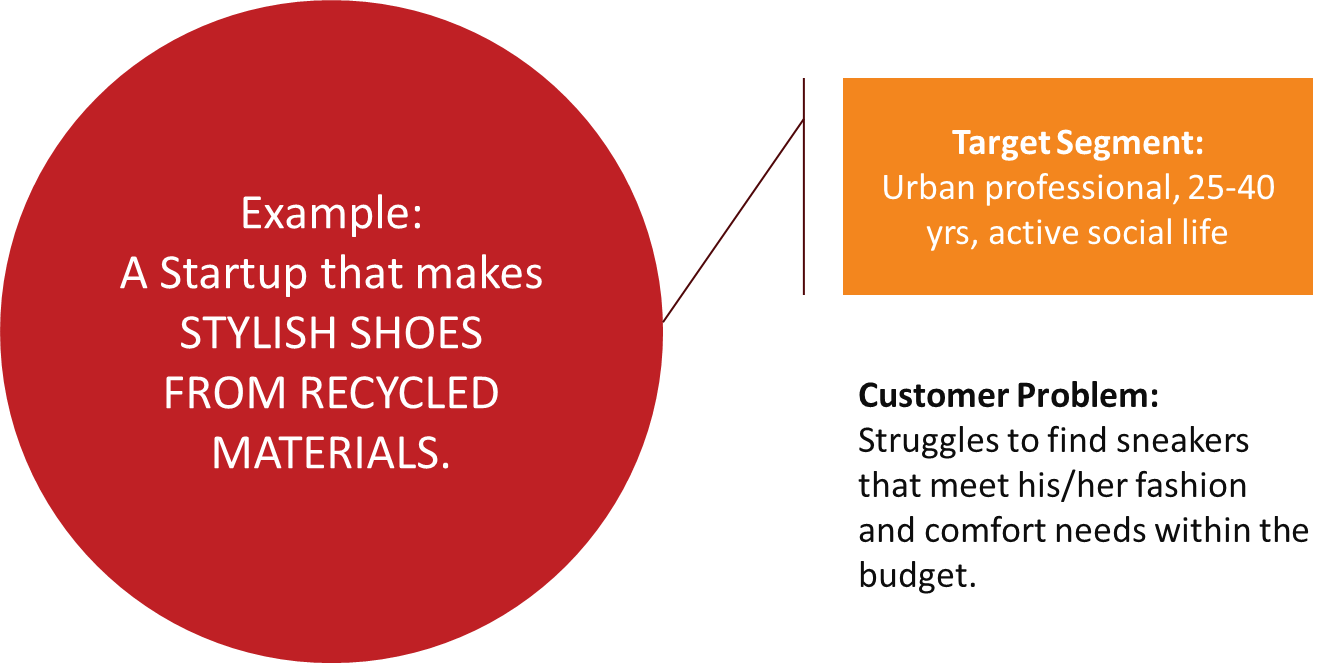 Example:
A Startup that makes
STYLISH SHOES
FROM RECYCLED
MATERIALS.
Target Segment:
Urban professional, 25-40
yrs, active social life
Customer Problem:
Struggles to find sneakers
that meet his/her fashion
and comfort needs within the
budget.